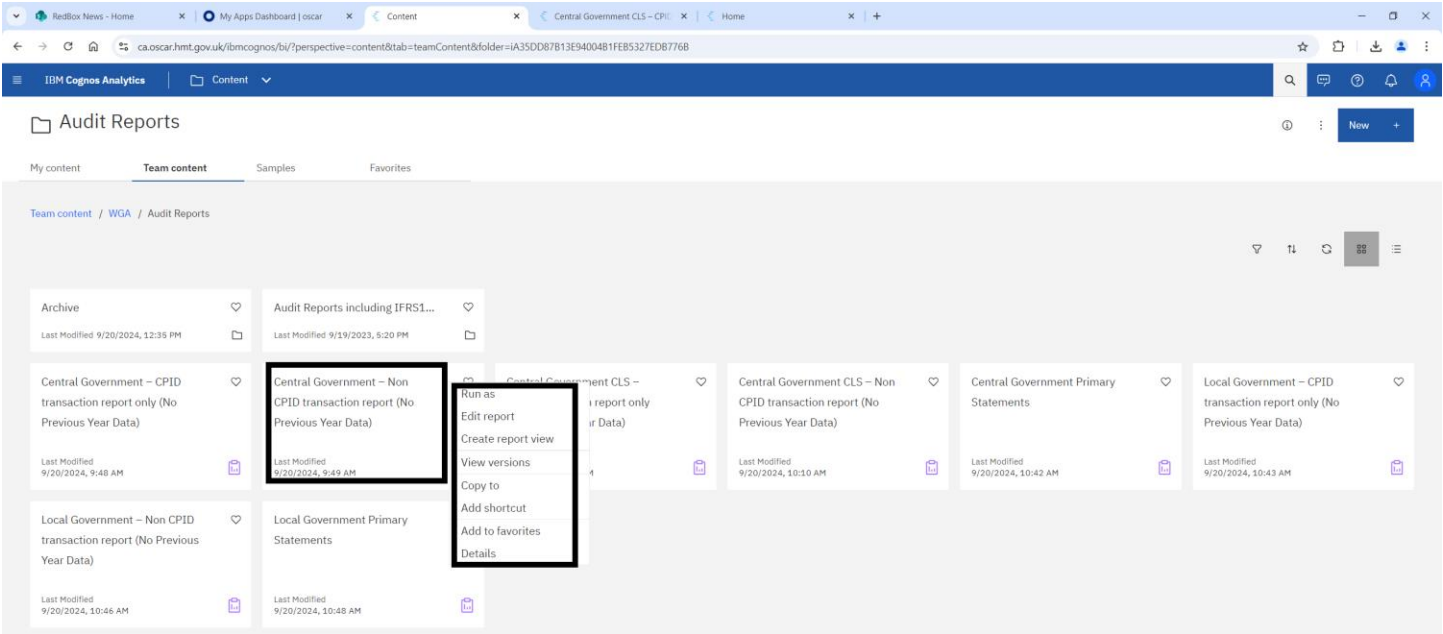 RedBox News - Home
My Apps Dashboard | oscar
Content
Central Government CLS – CPI
Home
ca.oscar.hmt.gov.uk/ibmcognos/bi/?perspective=content&tab=teamContent&folder=iA35DD87B13E94004B1FEB5327EDB776B
IBM Cognos Analytics
Content
Audit Reports
New +
My content
Team content
Samples
Favorites
Team content / WGA / Audit Reports
Archive
Last Modified 9/20/2024, 12:35 PM
Audit Reports including IFRS1...
Last Modified 9/19/2023, 5:20 PM
Central Government – CPID
transaction report only (No
Previous Year Data)
Last Modified
9/20/2024, 9:48 AM
Central Government – Non
CPID transaction report (No
Previous Year Data)
Last Modified
9/20/2024, 9:49 AM
Run as
Edit report
Create report view
View versions
Copy to
Add shortcut
Add to favorites
Details
Central Government CLS –
report only
Data)
Central Government CLS – Non
CPID transaction report (No
Previous Year Data)
Last Modified
9/20/2024, 10:10 AM
Central Government Primary
Statements
Last Modified
9/20/2024, 10:42 AM
Local Government – CPID
transaction report only (No
Previous Year Data)
Last Modified
9/20/2024, 10:43 AM
Local Government – Non CPID
transaction report (No Previous
Year Data)
Last Modified
9/20/2024, 10:46 AM
Local Government Primary
Statements
Last Modified
9/20/2024, 10:48 AM